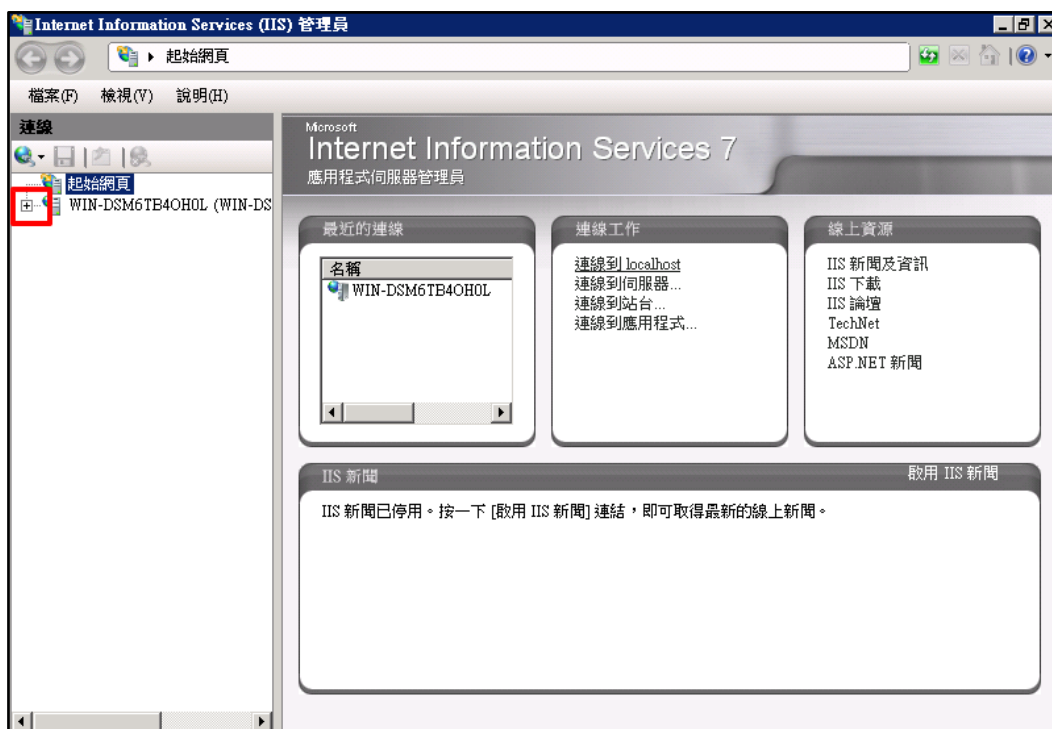 Internet Information Services (IIS) 管理員
起始網頁
檔案(F) 檢視(V) 說明(H)
連線
起始網頁
WIN-DSM6TB4OH0L (WIN-DS
Microsoft
Internet Information Services 7
應用程式伺服器管理員
最近的連線
名稱
WIN-DSM6TB4OH0L
連線工作
連線到 localhost
連線到伺服器...
連線到站台...
連線到應用程式...
線上資源
IIS 新聞及資訊
IIS 下載
IIS 論壇
TechNet
MSDN
ASP.NET 新聞
IIS 新聞
啟用 IIS 新聞
IIS 新聞已停用。按一下 [啟用 IIS 新聞] 連結，即可取得最新的線上新聞。